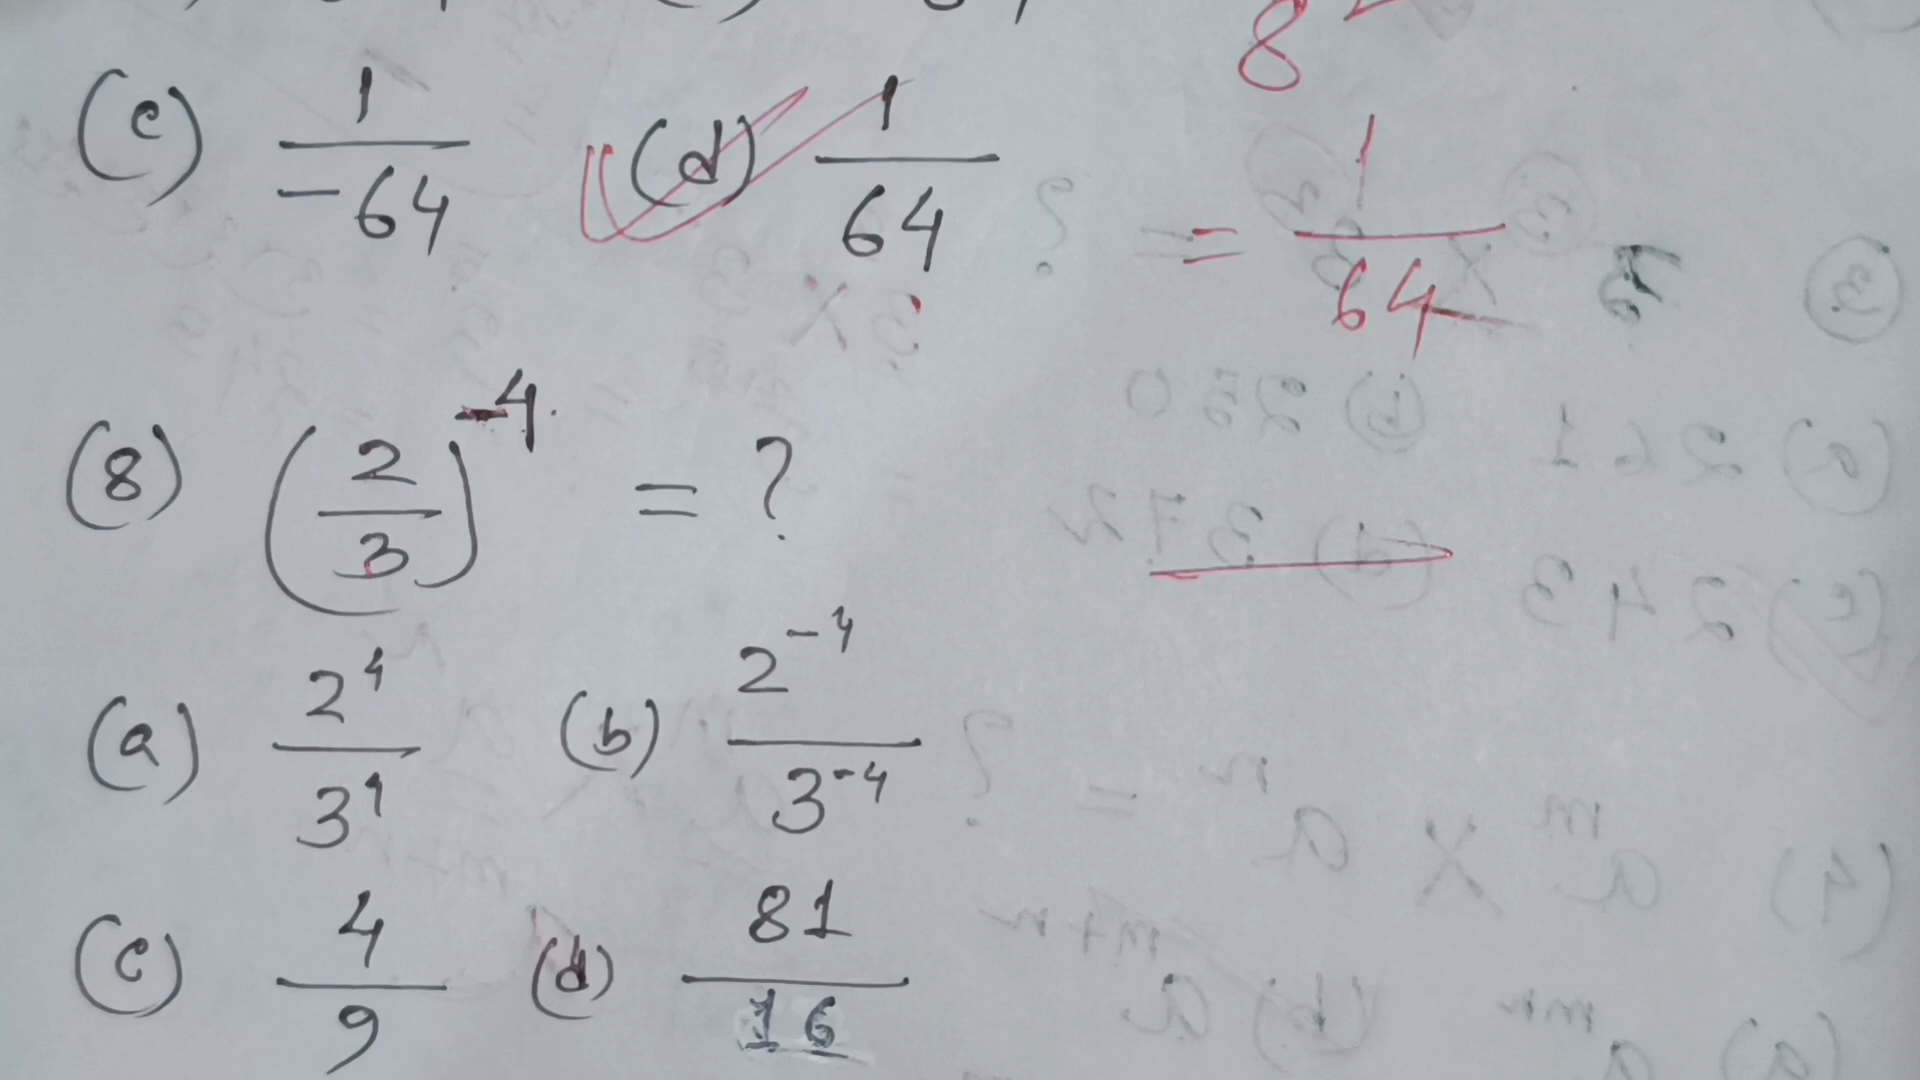 8
(c) 1/-64 (d) 1/64 = 1/64
(8) (2/3)^-4 = ?
(a) 2^4/3^4 (b) 2^-4/3^-4
(c) 4/9 (d) 81/16